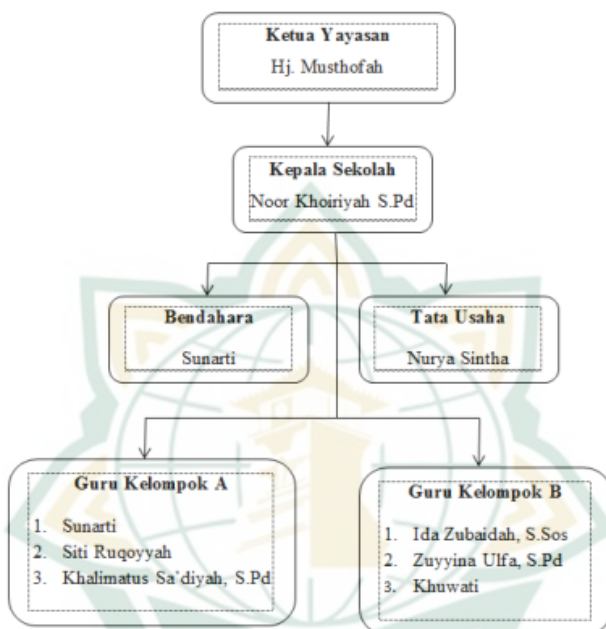 Ketua Yayasan
Hj. Musthofah
Kepala Sekolah
Noor Khoiriyah S.Pd
Bendahara
Sunarti
Tata Usaha
Nurya Sintha
Guru Kelompok A
1. Sunarti
2. Siti Ruqoyyah
3. Khalimatus Sa`diyah, S.Pd
Guru Kelompok B
1. Ida Zubaidah, S.Sos
2. Zuyyina Ulfa, S.Pd
3. Khuwati